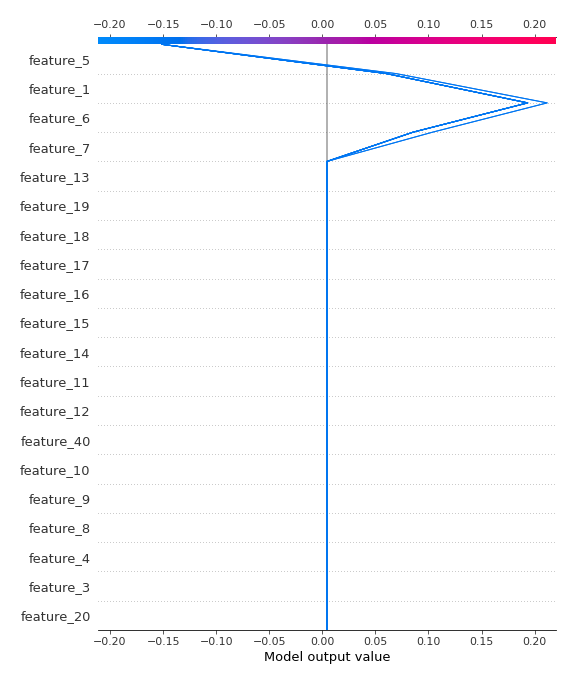 −0.20 −0.15 −0.10 −0.05 0.00 0.05 0.10 0.15 0.20
feature_5
feature_1
feature_6
feature_7
feature_13
feature_19
feature_18
feature_17
feature_16
feature_15
feature_14
feature_11
feature_12
feature_40
feature_10
feature_9
feature_8
feature_4
feature_3
feature_20
−0.20 −0.15 −0.10 −0.05 0.00 0.05 0.10 0.15 0.20
Model output value